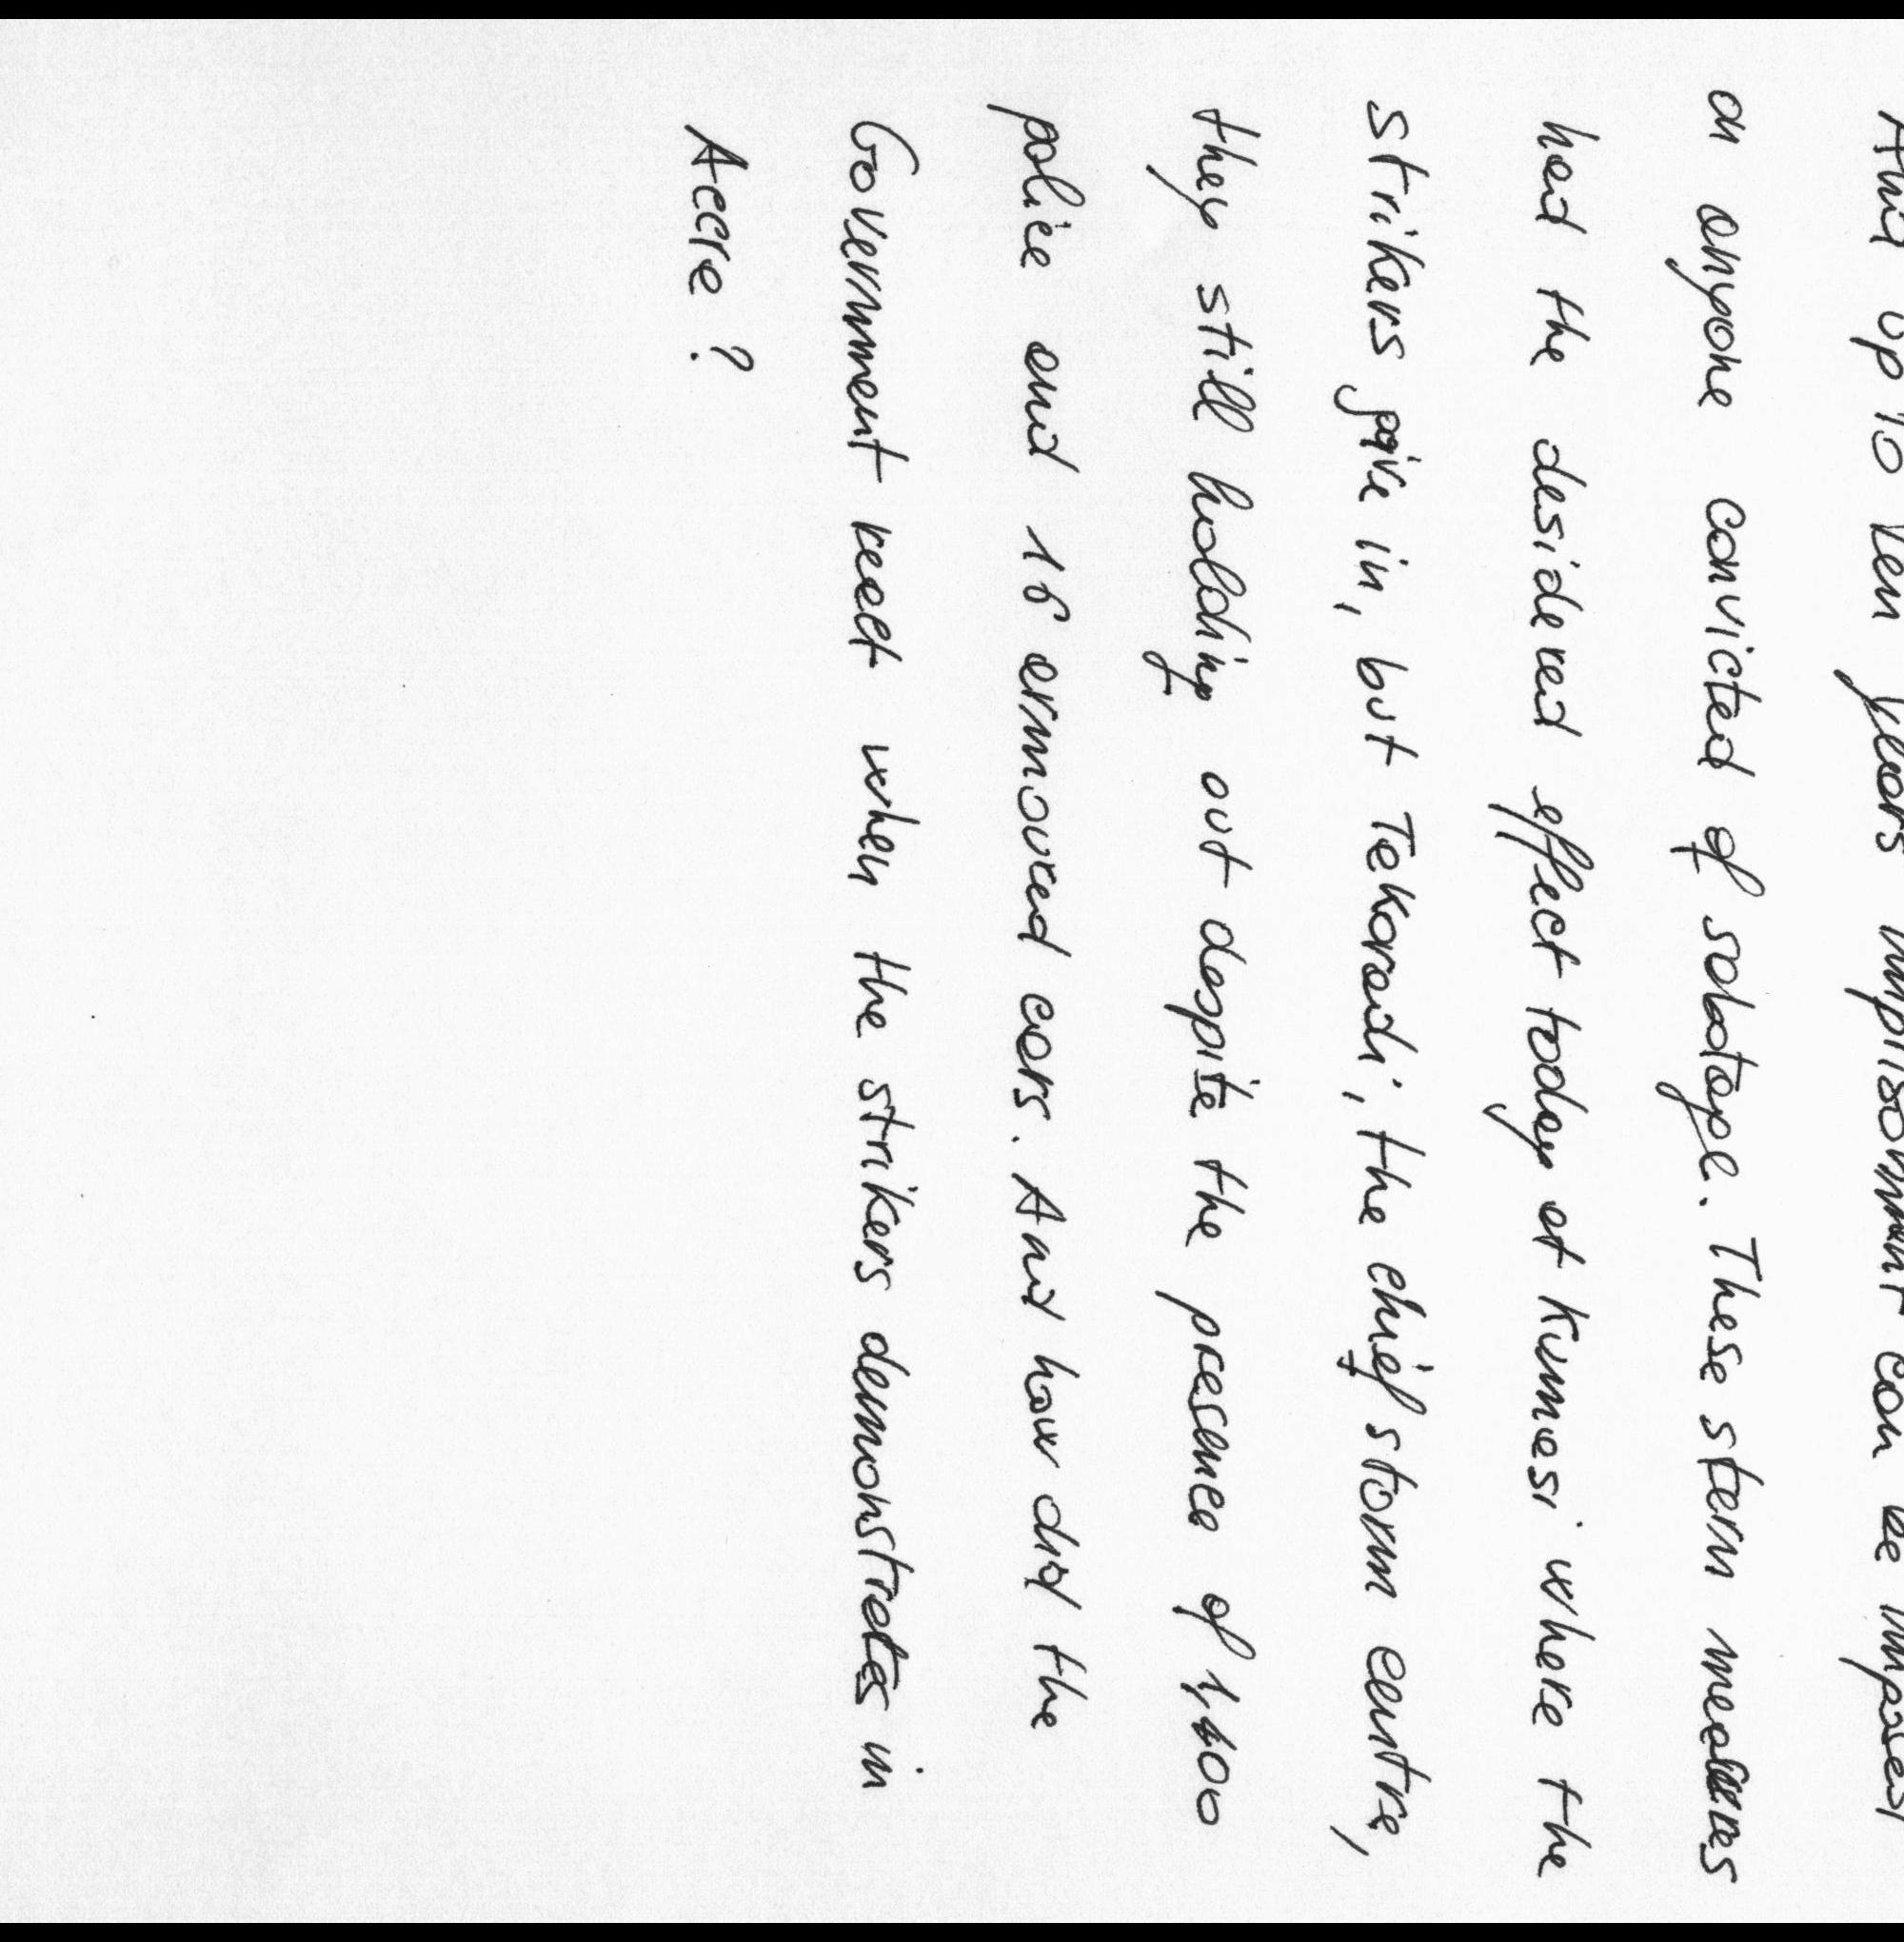 And up to ten years imprisonment can be imposed
on anyone convicted of sabotage. These stern measures
had the desidered effect today at Kumasi where the
strikers give in, but Tekoradi, the chief storm centre,
they still holding out despite the presence of 1,100
police and 16 armoured cars. And how did the
Government react when the strikers demonstrates in
Accra?